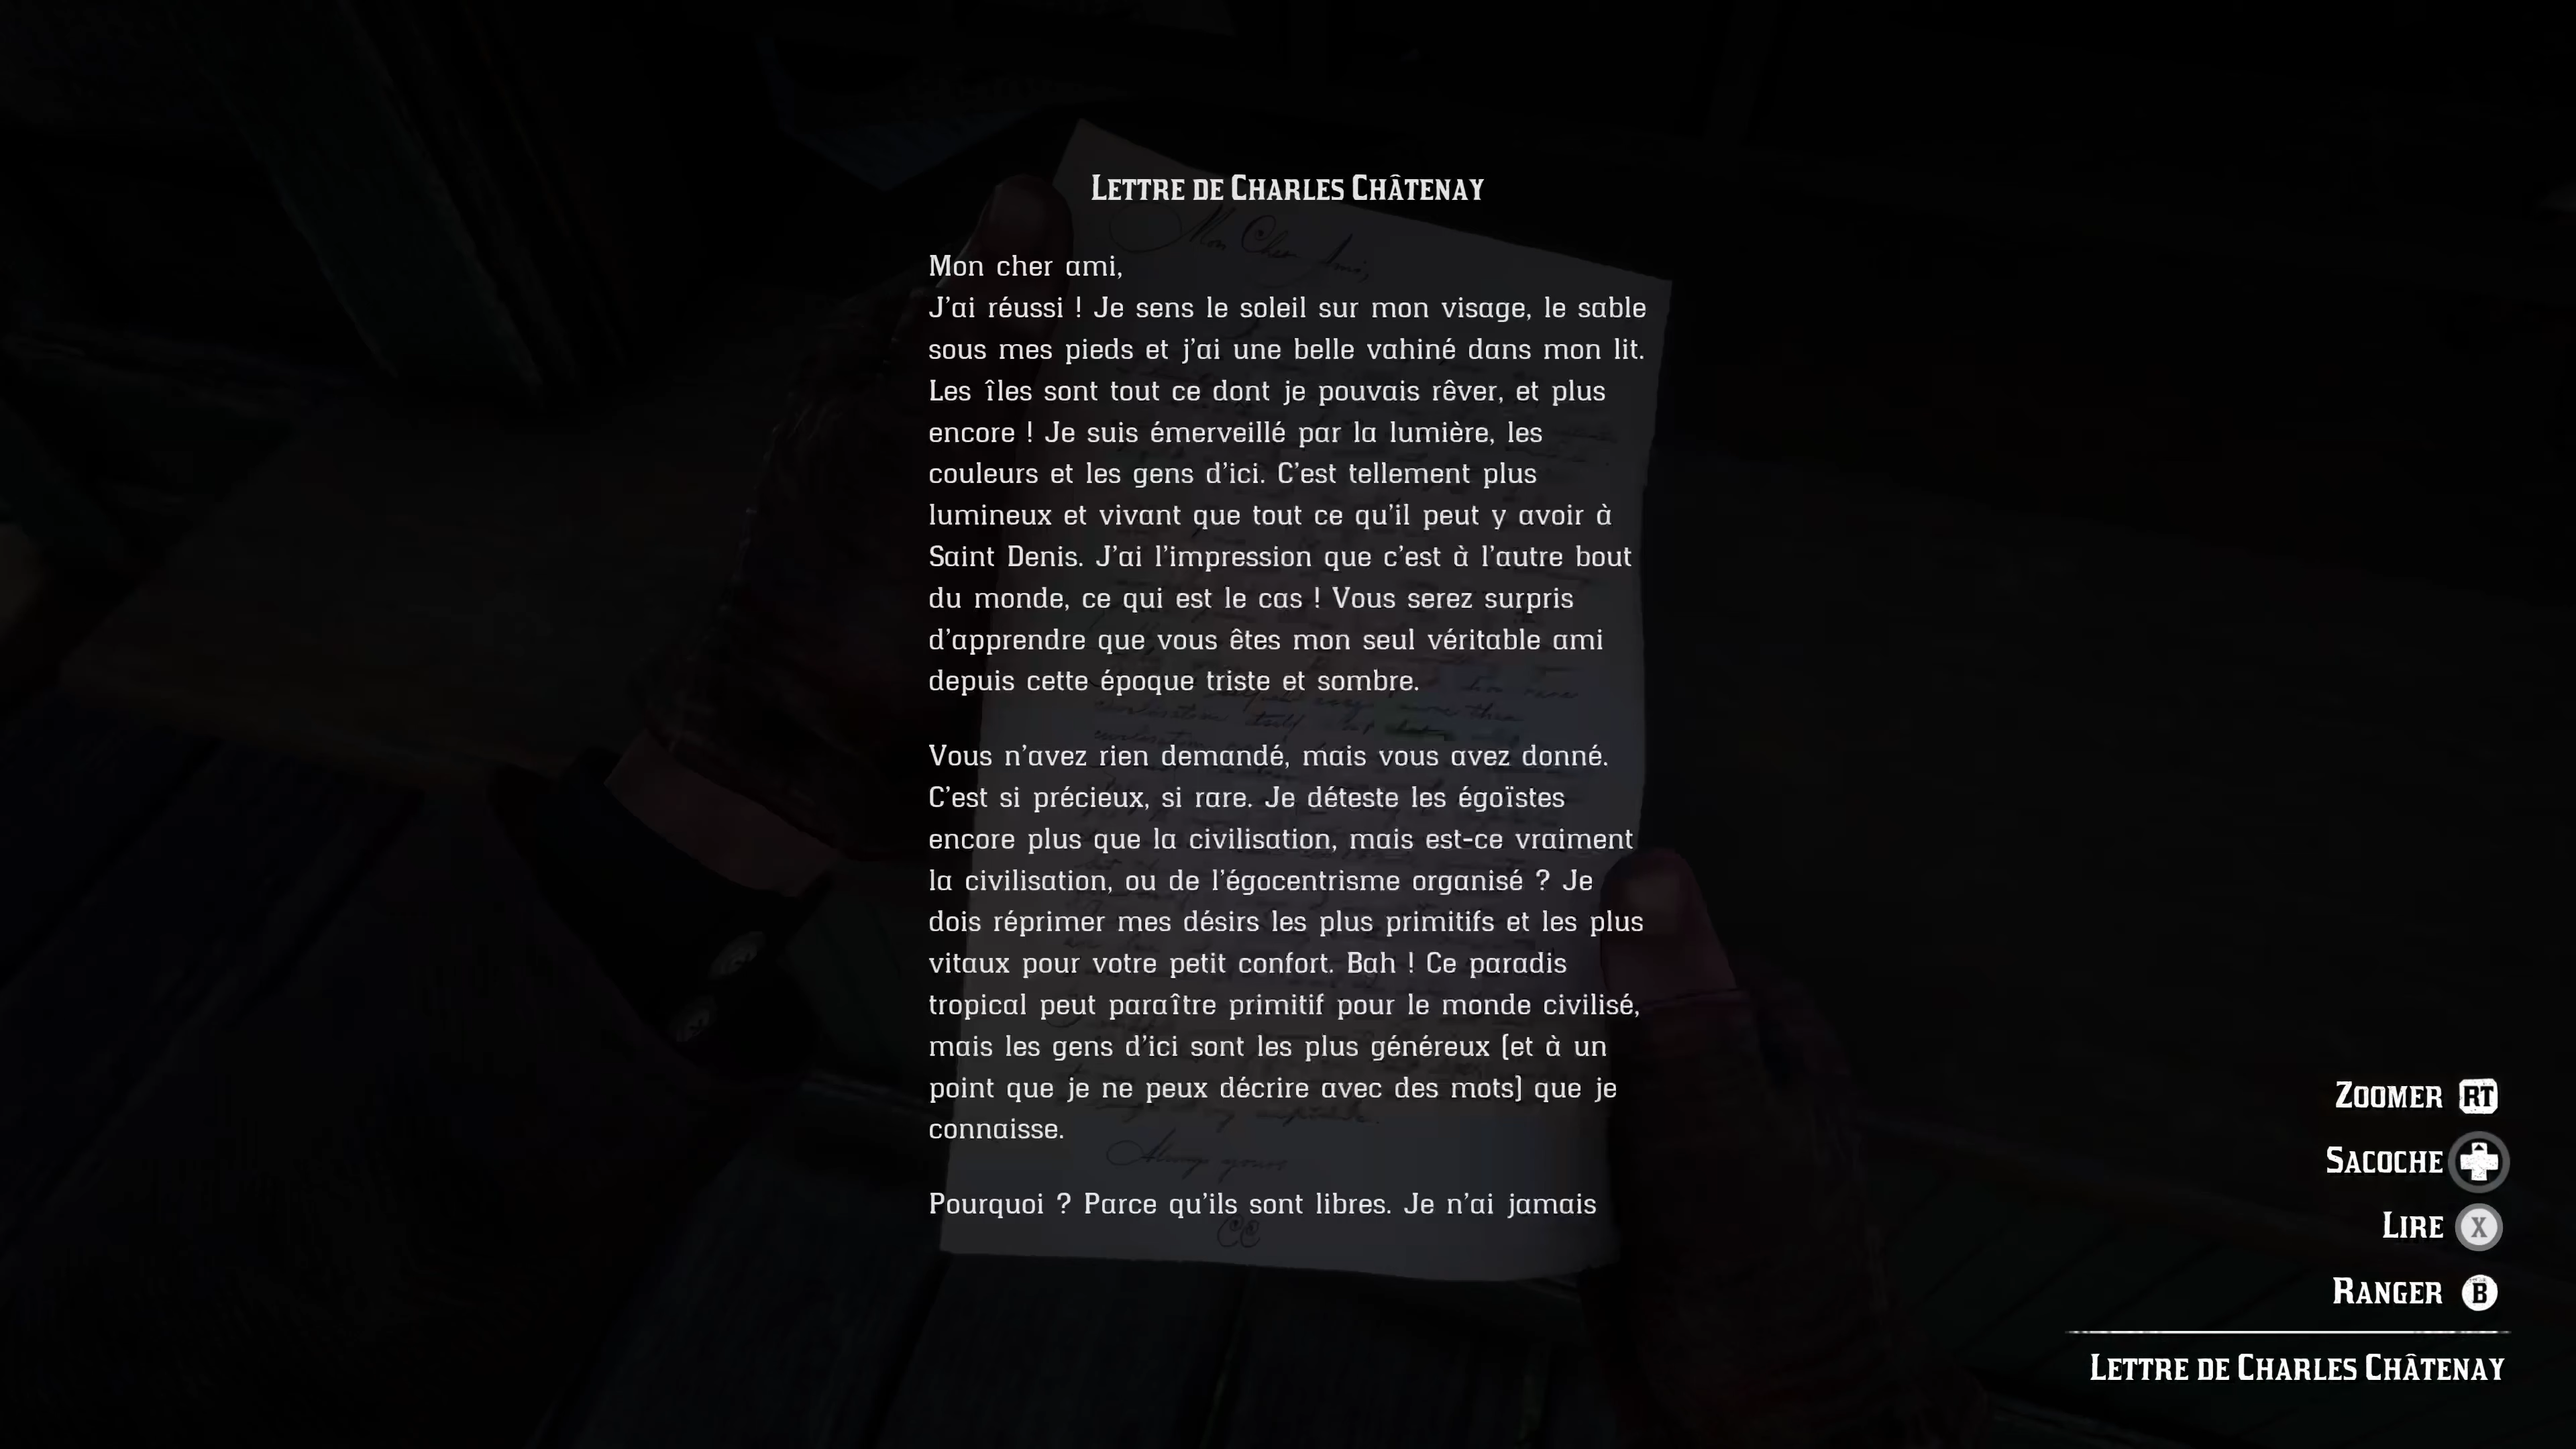 LETTRE DE CHARLES CHÂTENAY
Mon cher ami,
J'ai réussi ! Je sens le soleil sur mon visage, le sable
sous mes pieds et j'ai une belle vahiné dans mon lit.
Les îles sont tout ce dont je pouvais rêver, et plus
encore ! Je suis émerveillé par la lumière, les
couleurs et les gens d'ici. C'est tellement plus
lumineux et vivant que tout ce qu'il peut y avoir à
Saint Denis. J'ai l'impression que c'est à l'autre bout
du monde, ce qui est le cas ! Vous serez surpris
d'apprendre que vous êtes mon seul véritable ami
depuis cette époque triste et sombre.
Vous n'avez rien demandé, mais vous avez donné.
C'est si précieux, si rare. Je déteste les égoïstes
encore plus que la civilisation, mais est-ce vraiment
la civilisation, ou de l'égocentrisme organisé ? Je
dois réprimer mes désirs les plus primitifs et les plus
vitaux pour votre petit confort. Bah ! Ce paradis
tropical peut paraître primitif pour le monde civilisé,
mais les gens d'ici sont les plus généreux (et à un
point que je ne peux décrire avec des mots) que je
connaisse.
Pourquoi ? Parce qu'ils sont libres. Je n'ai jamais
Mon Cher Ami,
Always yours
CC
ZOOMER RT
SACOCHE
LIRE X
RANGER B
LETTRE DE CHARLES CHÂTENAY